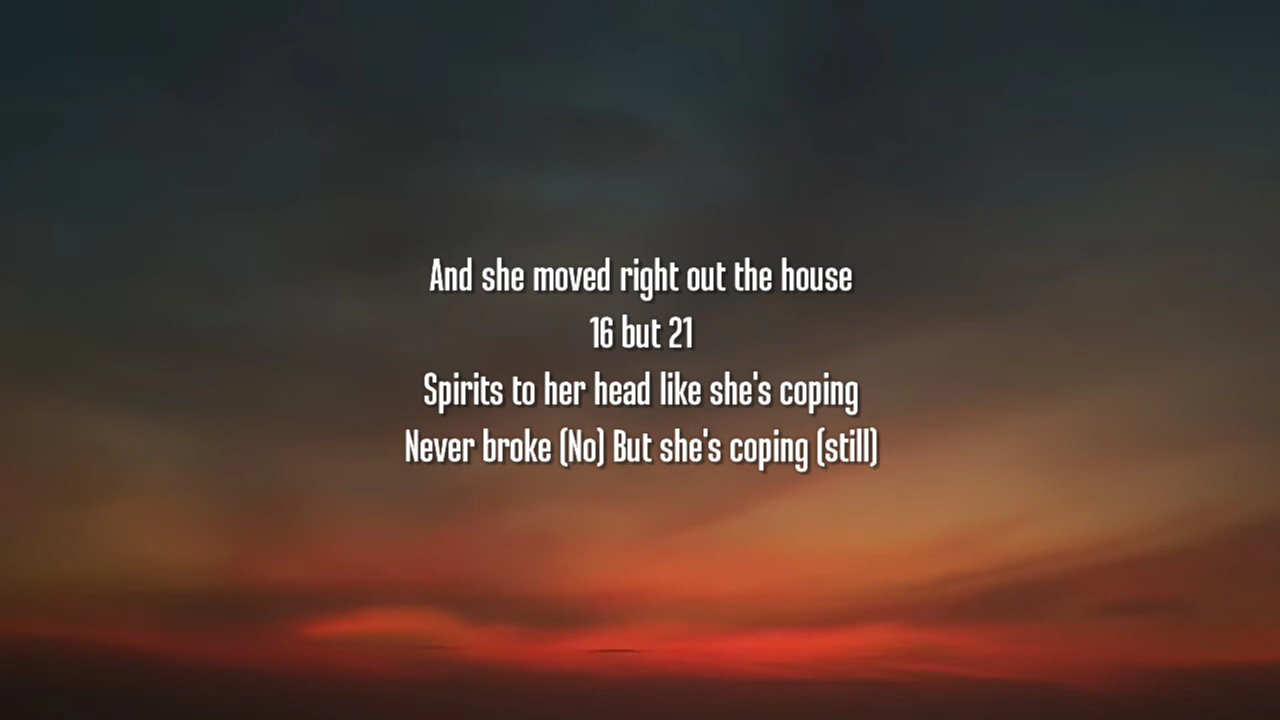 And she moved right out the house
16 but 21
Spirits to her head like she's coping
Never broke (No) But she's coping (still)